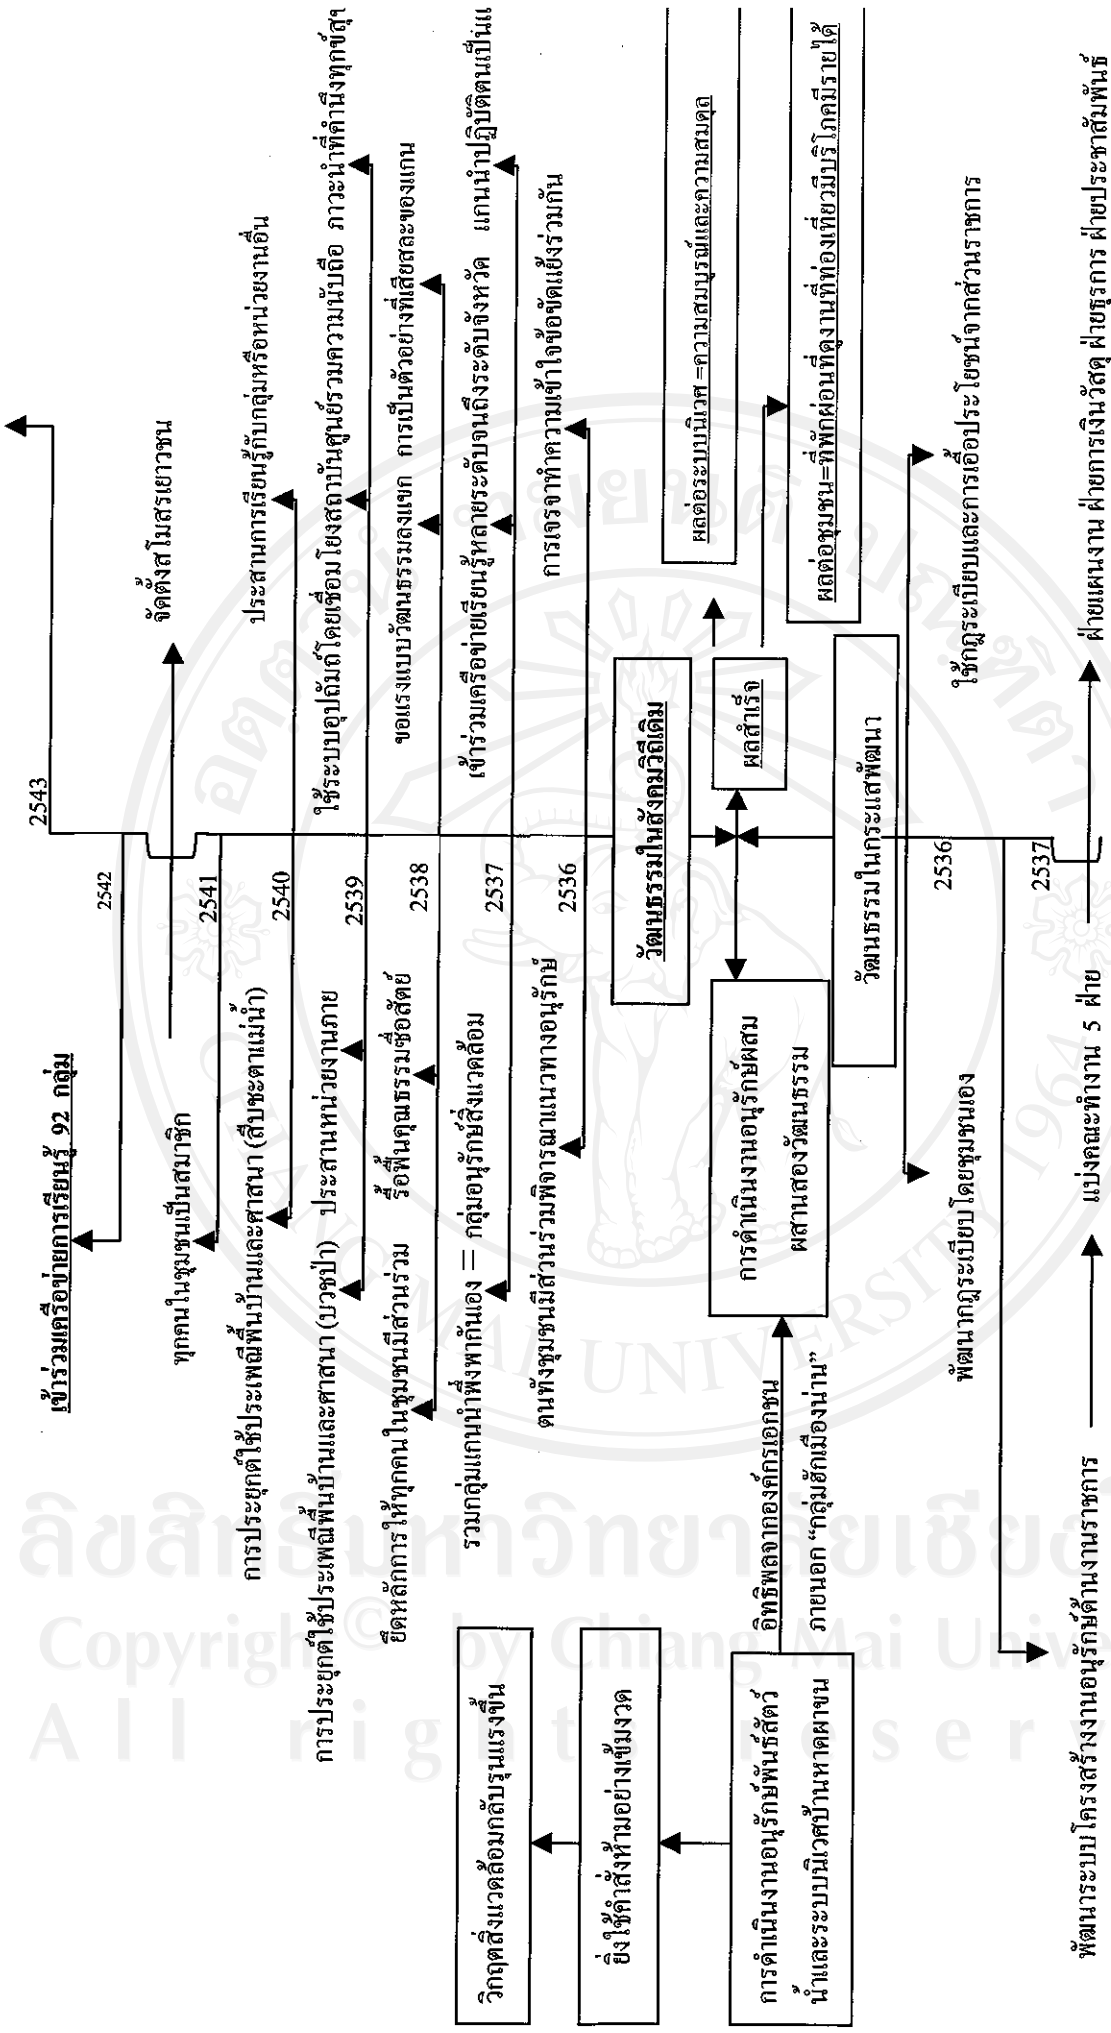 2543
2542
เข้าร่วมเครือข่ายการเรียนรู้ 92 กลุ่ม
ทุกคนในชุมชนเป็นสมาชิก
จัดตั้งสโมสรเยาวชน
2541
การประยุกต์ใช้ประเพณีพื้นบ้านและศาสนา (สืบชะตาแม่น้ำ)
ประสานการเรียนรู้กับกลุ่มหรือหน่วยงานอื่น
2540
การประยุกต์ใช้ประเพณีพื้นบ้านและศาสนา (บวชป่า)
ประสานหน่วยงานภาย
ใช้ระบบอุปถัมภ์โดยเชื่อมโยงสถาบันศูนย์รวมความนับถือ
ภาวะนำที่คำนึงทุกข์สุข
2539
ยึดหลักการให้ทุกคนในชุมชนมีส่วนร่วม
รื้อฟื้นคุณธรรมซื่อสัตย์
ขอแรงแบบวัฒนธรรมลงแขก
การเป็นตัวอย่างที่เสียสละของแกน
2538
รวมกลุ่มแกนนำพึ่งพากันเอง = กลุ่มอนุรักษ์สิ่งแวดล้อม
เข้าร่วมเครือข่ายเรียนรู้หลายระดับจนถึงระดับจังหวัด
แกนนำปฏิบัติตนเป็นแ
2537
ตนทั้งชุมชนมีส่วนร่วมพิจารณาแนวทางอนุรักษ์
การเจรจาทำความเข้าใจข้อขัดแย้งร่วมกัน
2536
วัฒนธรรมในสังคมวิถีเดิม
วิกฤตสิ่งแวดล้อมกลับรุนแรงขึ้น
ยิ่งใช้คำสั่งห้ามอย่างเข้มงวด
การดำเนินงานอนุรักษ์พันธุ์สัตว์
น้ำและระบบนิเวศบ้านหาดผาขน
อิทธิพลจากองค์กรเอกชน
ภายนอก “กลุ่มฮักเมืองน่าน”
การดำเนินงานอนุรักษ์ผสม
ผสานสองวัฒนธรรม
ผลสำเร็จ
ผลต่อระบบนิเวศ =ความสมบูรณ์และความสมดุล
ผลต่อชุมชน=ที่พักผ่อนที่ดูงานที่ท่องเที่ยวมีบริโภคมีรายได้
วัฒนธรรมในกระแสพัฒนา
2536
พัฒนากฎระเบียบโดยชุมชนเอง
ใช้กฎระเบียบและการเอื้อประโยชน์จากส่วนราชการ
2537
พัฒนาระบบโครงสร้างงานอนุรักษ์ด้านงานราชการ
แบ่งคณะทำงาน 5 ฝ่าย
ฝ่ายแผนงาน ฝ่ายการเงินวัสดุ ฝ่ายธุรการ ฝ่ายประชาสัมพันธ์
CHIANG MAI UNIVERSITY 1964
ลิขสิทธิ์มหาวิทยาลัยเชีย
Copyright© by Chiang Mai Unive
All rights reserv